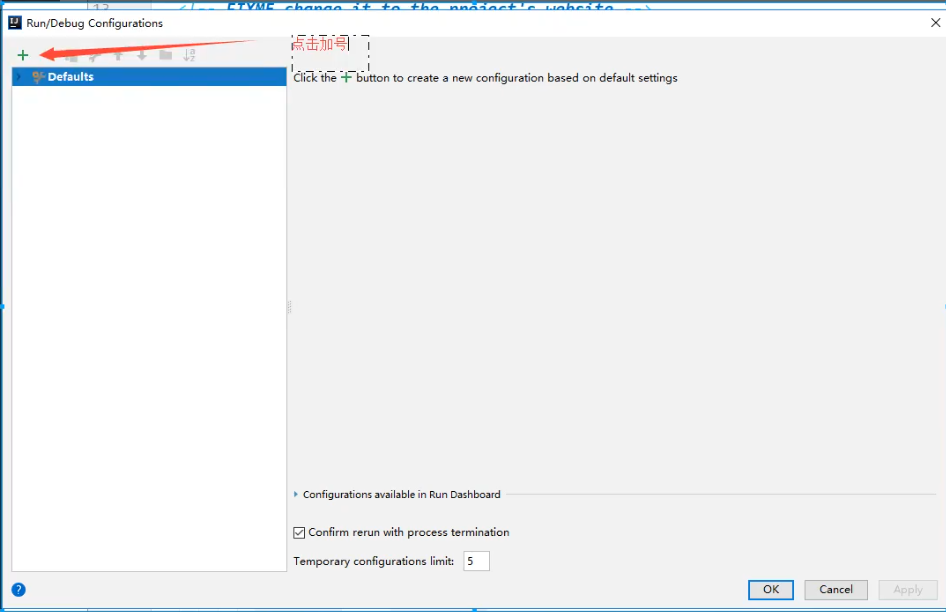 12 <!-- FIXME change it to the project's website -->
Run/Debug Configurations
点击加号
Defaults
Click the + button to create a new configuration based on default settings
Configurations available in Run Dashboard
Confirm rerun with process termination
Temporary configurations limit: 5
?
OK Cancel Apply